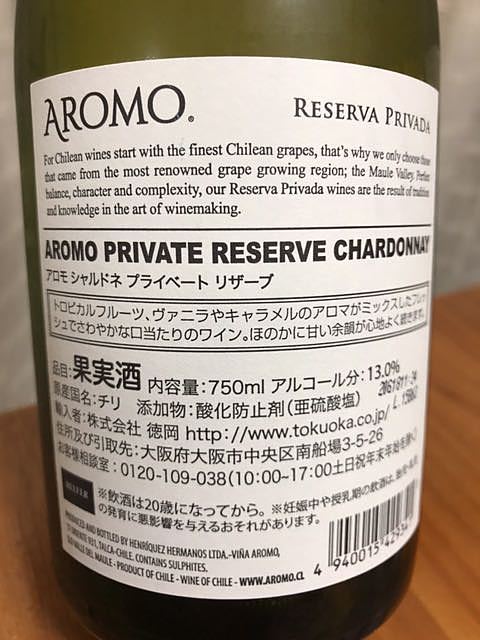 AROMO.
RESERVA PRIVADA
For Chilean wines start with the finest Chilean grapes, that's why we only choose those
that came from the most renowned grape growing region; the Maule Valley. Perfect
balance, character and complexity, our Reserva Privada wines are the result of tradition
and knowledge in the art of winemaking.
AROMO PRIVATE RESERVE CHARDONNAY
アロモ シャルドネ プライベート リザーブ
トロピカルフルーツ、ヴァニラやキャラメルのアロマがミックスしたフレッ
シュでさわやかな口当たりのワイン。ほのかに甘い余韻が心地よく続きます。
品目:果実酒 内容量:750ml アルコール分:13.0%
原産国名:チリ 添加物:酸化防止剤(亜硫酸塩)
輸入者:株式会社 徳岡 http://www.tokuoka.co.jp/
住所及び引取先:大阪府大阪市中央区南船場3-5-26
お客様相談室:0120-109-038(10:00~17:00土日祝年末年始を除く)
※飲酒は20歳になってから。※妊娠中や授乳期の飲酒は、胎児・乳児
の発育に悪影響を与えるおそれがあります。
PRODUCED AND BOTTLED BY HENRÍQUEZ HERMANOS LTDA.-VIÑA AROMO,
17 ORIENTE 931, TALCA-CHILE. CONTAINS SULPHITES.
VALLE DEL MAULE - PRODUCT OF CHILE - WINE OF CHILE - WWW.AROMO.CL